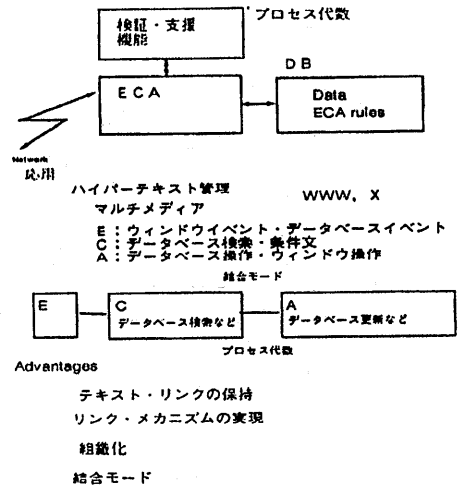 検証・支援
機能
プロセス代数
ECA
DB
Data
ECA rules
Network
応用
ハイパーテキスト管理
マルチメディア
WWW, X
E：ウィンドウイベント・データベースイベント
C：データベース検索・条件文
A：データベース操作・ウィンドウ操作
結合モード
E
C
データベース検索など
A
データベース更新など
プロセス代数
Advantages
テキスト・リンクの保持
リンク・メカニズムの実現
組織化
結合モード